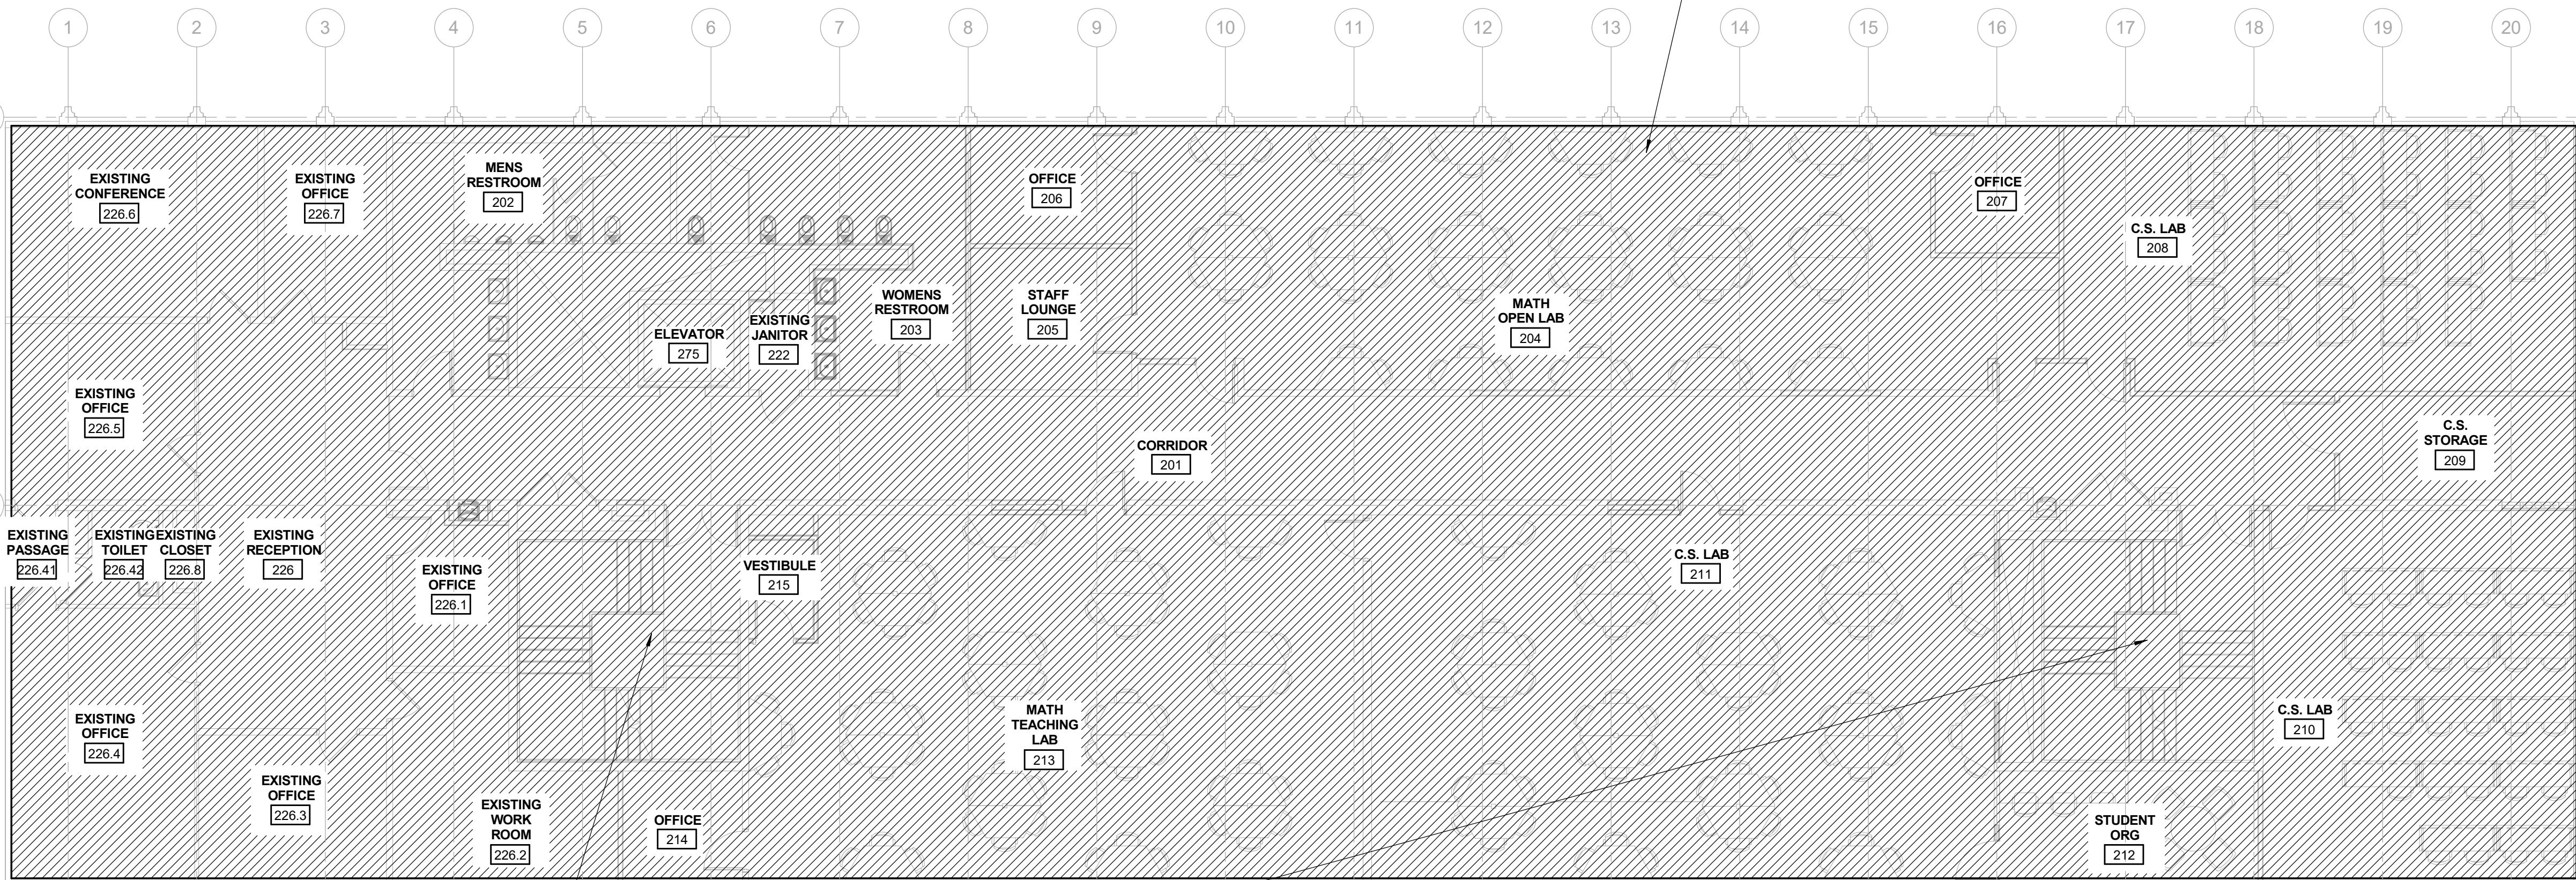 1 2 3 4 5 6 7 8 9 10 11 12 13 14 15 16 17 18 19 20
EXISTING
CONFERENCE
226.6
EXISTING
OFFICE
226.7
MENS
RESTROOM
202
OFFICE
206
OFFICE
207
C.S. LAB
208
ELEVATOR
275
EXISTING
JANITOR
222
WOMENS
RESTROOM
203
STAFF
LOUNGE
205
MATH
OPEN LAB
204
EXISTING
OFFICE
226.5
CORRIDOR
201
C.S.
STORAGE
209
EXISTING
PASSAGE
226.41
EXISTING
TOILET
226.42
EXISTING
CLOSET
226.8
EXISTING
RECEPTION
226
EXISTING
OFFICE
226.1
VESTIBULE
215
C.S. LAB
211
EXISTING
OFFICE
226.4
EXISTING
OFFICE
226.3
EXISTING
WORK
ROOM
226.2
OFFICE
214
MATH
TEACHING
LAB
213
C.S. LAB
210
STUDENT
ORG
212